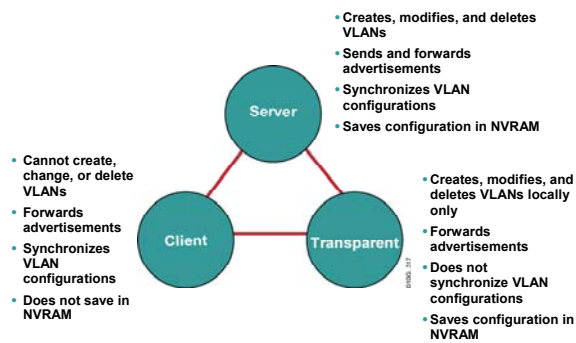 • Creates, modifies, and deletes
VLANs
• Sends and forwards
advertisements
• Synchronizes VLAN
configurations
• Saves configuration in NVRAM
Server
• Cannot create,
change, or delete
VLANs
• Forwards
advertisements
• Synchronizes
VLAN
configurations
• Does not save in
NVRAM
Client
Transparent
• Creates, modifies, and
deletes VLANs locally
only
• Forwards
advertisements
• Does not
synchronize VLAN
configurations
• Saves configuration in
NVRAM